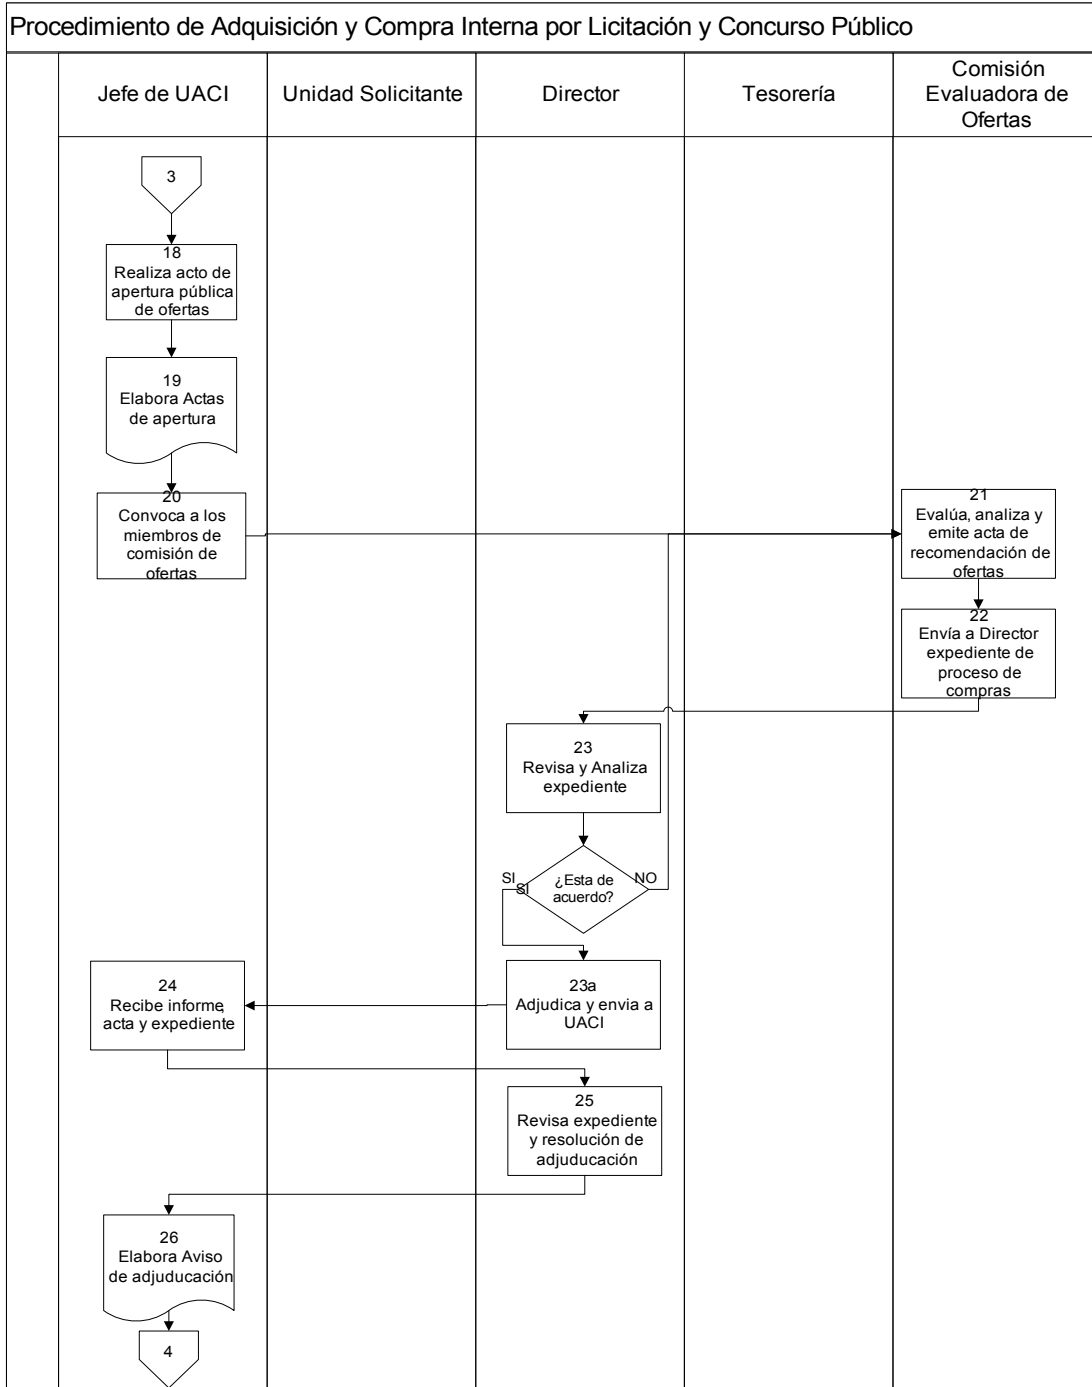 Procedimiento de Adquisición y Compra Interna por Licitación y Concurso Público
Jefe de UACI
Unidad Solicitante
Director
Tesorería
Comisión
Evaluadora de
Ofertas
3
18
Realiza acto de
apertura pública
de ofertas
19
Elabora Actas
de apertura
20
Convoca a los
miembros de
comisión de
ofertas
21
Evalúa, analiza y
emite acta de
recomendación de
ofertas
22
Envía a Director
expediente de
proceso de
compras
23
Revisa y Analiza
expediente
¿Esta de
acuerdo?
SI
SI
NO
23a
Adjudica y envia a
UACI
24
Recibe informe,
acta y expediente
25
Revisa expediente
y resolución de
adjuducación
26
Elabora Aviso
de adjuducación
4